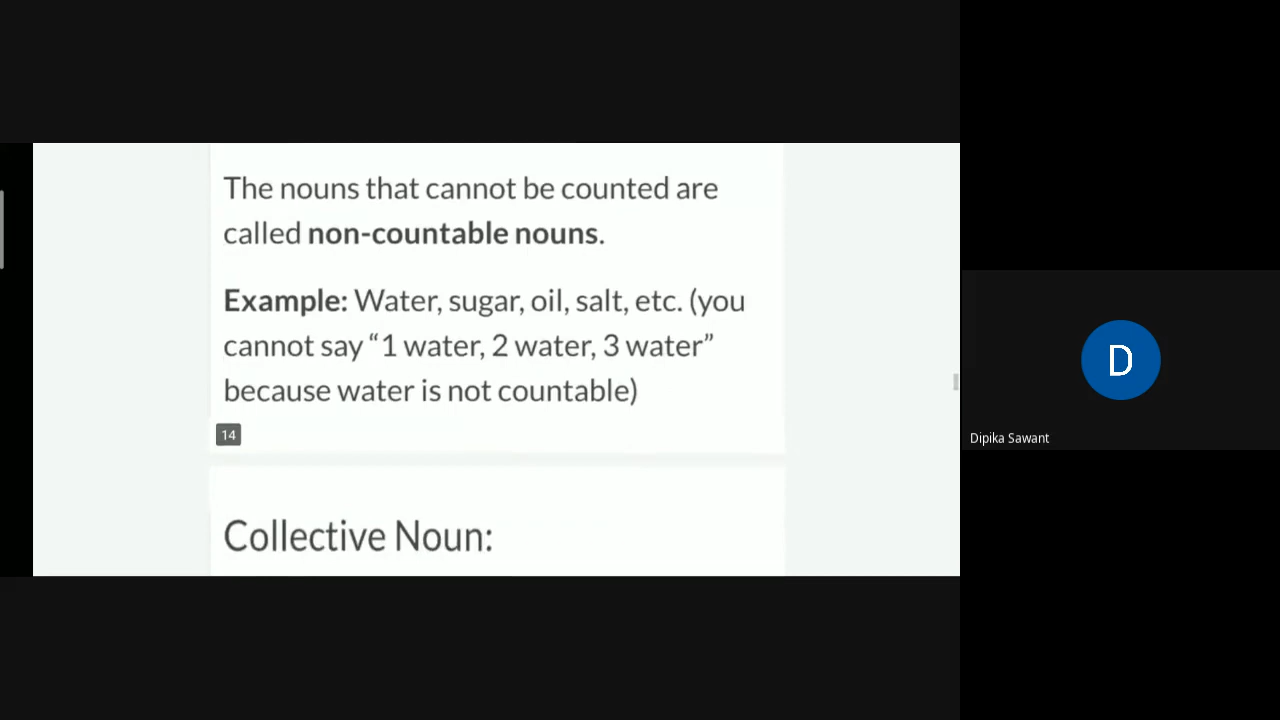 The nouns that cannot be counted are
called non-countable nouns.
Example: Water, sugar, oil, salt, etc. (you
cannot say “1 water, 2 water, 3 water”
because water is not countable)
14
Collective Noun:
D
Dipika Sawant